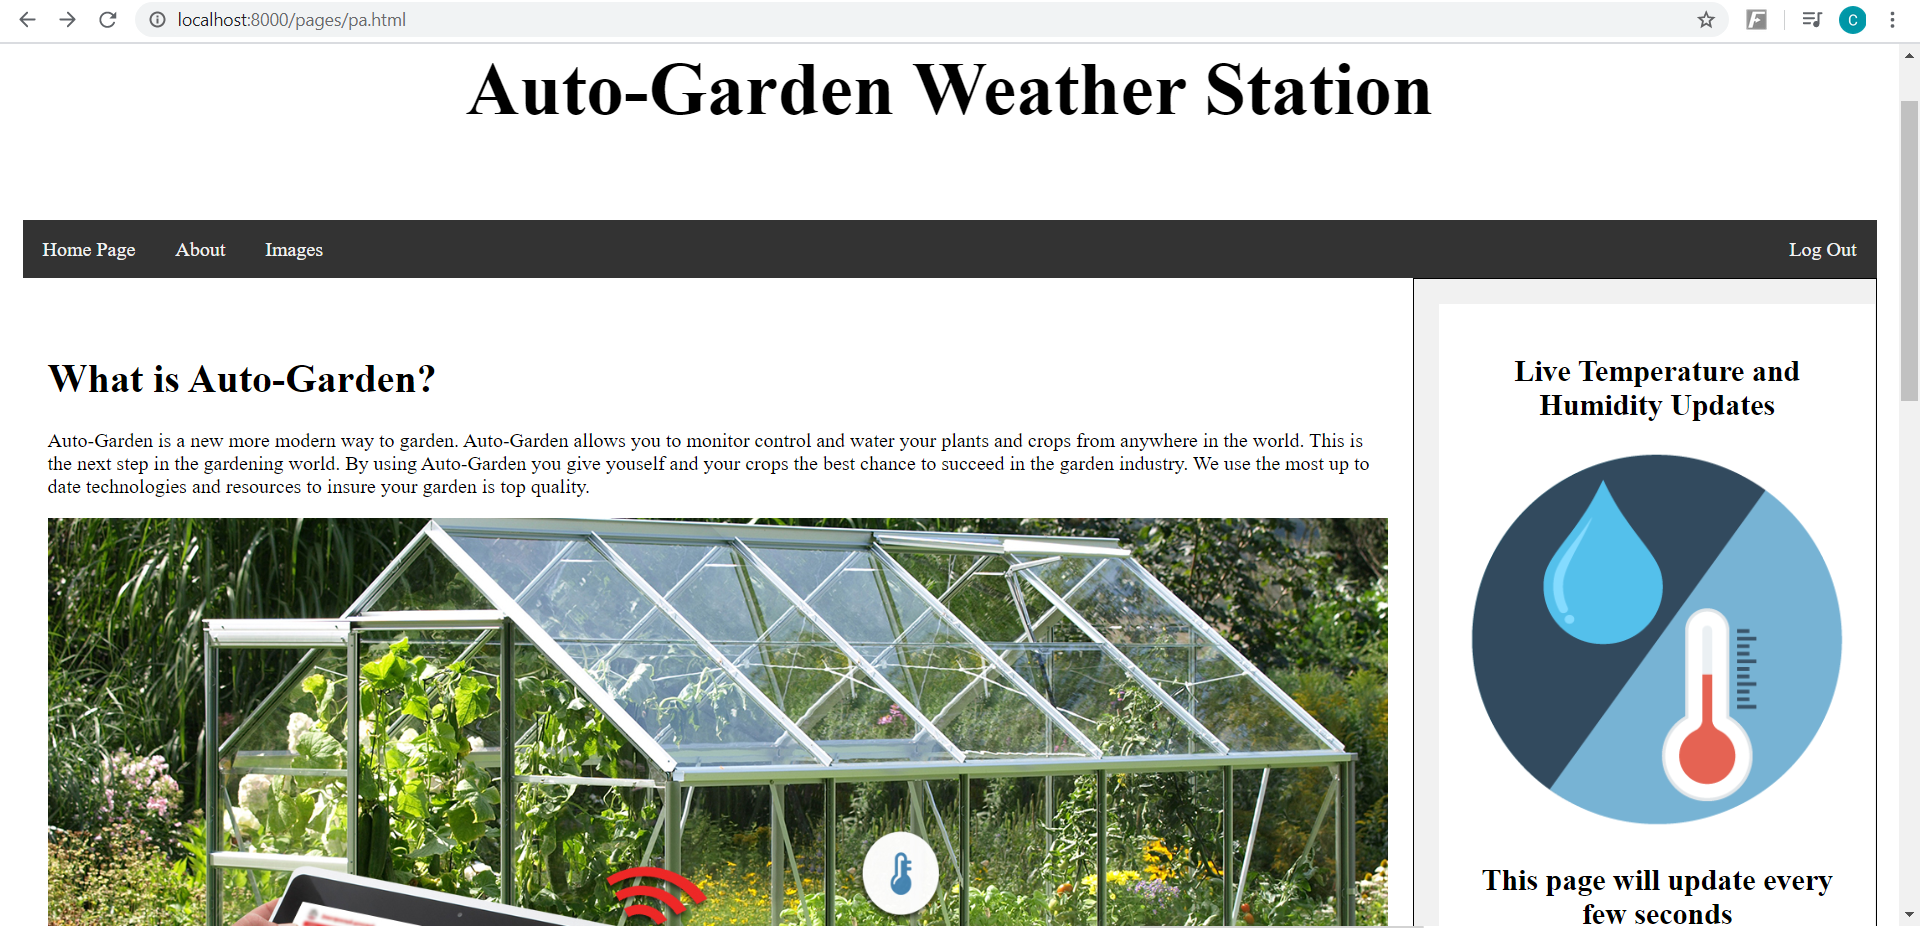 localhost:8000/pages/pa.html
C
Auto-Garden Weather Station
Home Page
About
Images
Log Out
What is Auto-Garden?
Auto-Garden is a new more modern way to garden. Auto-Garden allows you to monitor control and water your plants and crops from anywhere in the world. This is
the next step in the gardening world. By using Auto-Garden you give youself and your crops the best chance to succeed in the garden industry. We use the most up to
date technologies and resources to insure your garden is top quality.
Live Temperature and
Humidity Updates
This page will update every
few seconds